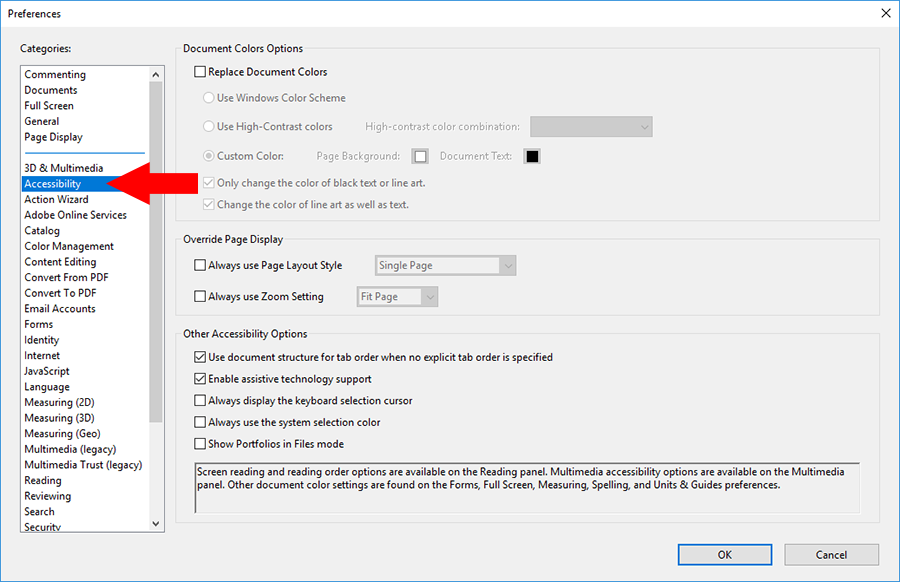 Preferences
Categories:
Commenting
Documents
Full Screen
General
Page Display
3D & Multimedia
Accessibility
Action Wizard
Adobe Online Services
Catalog
Color Management
Content Editing
Convert From PDF
Convert To PDF
Email Accounts
Forms
Identity
Internet
JavaScript
Language
Measuring (2D)
Measuring (3D)
Measuring (Geo)
Multimedia (legacy)
Multimedia Trust (legacy)
Reading
Reviewing
Search
Security
Document Colors Options
Replace Document Colors
Use Windows Color Scheme
Use High-Contrast colors High-contrast color combination:
Custom Color: Page Background: Document Text:
Only change the color of black text or line art.
Change the color of line art as well as text.
Override Page Display
Always use Page Layout Style Single Page
Always use Zoom Setting Fit Page
Other Accessibility Options
Use document structure for tab order when no explicit tab order is specified
Enable assistive technology support
Always display the keyboard selection cursor
Always use the system selection color
Show Portfolios in Files mode
Screen reading and reading order options are available on the Reading panel. Multimedia accessibility options are available on the Multimedia
panel. Other document color settings are found on the Forms, Full Screen, Measuring, Spelling, and Units & Guides preferences.
OK Cancel